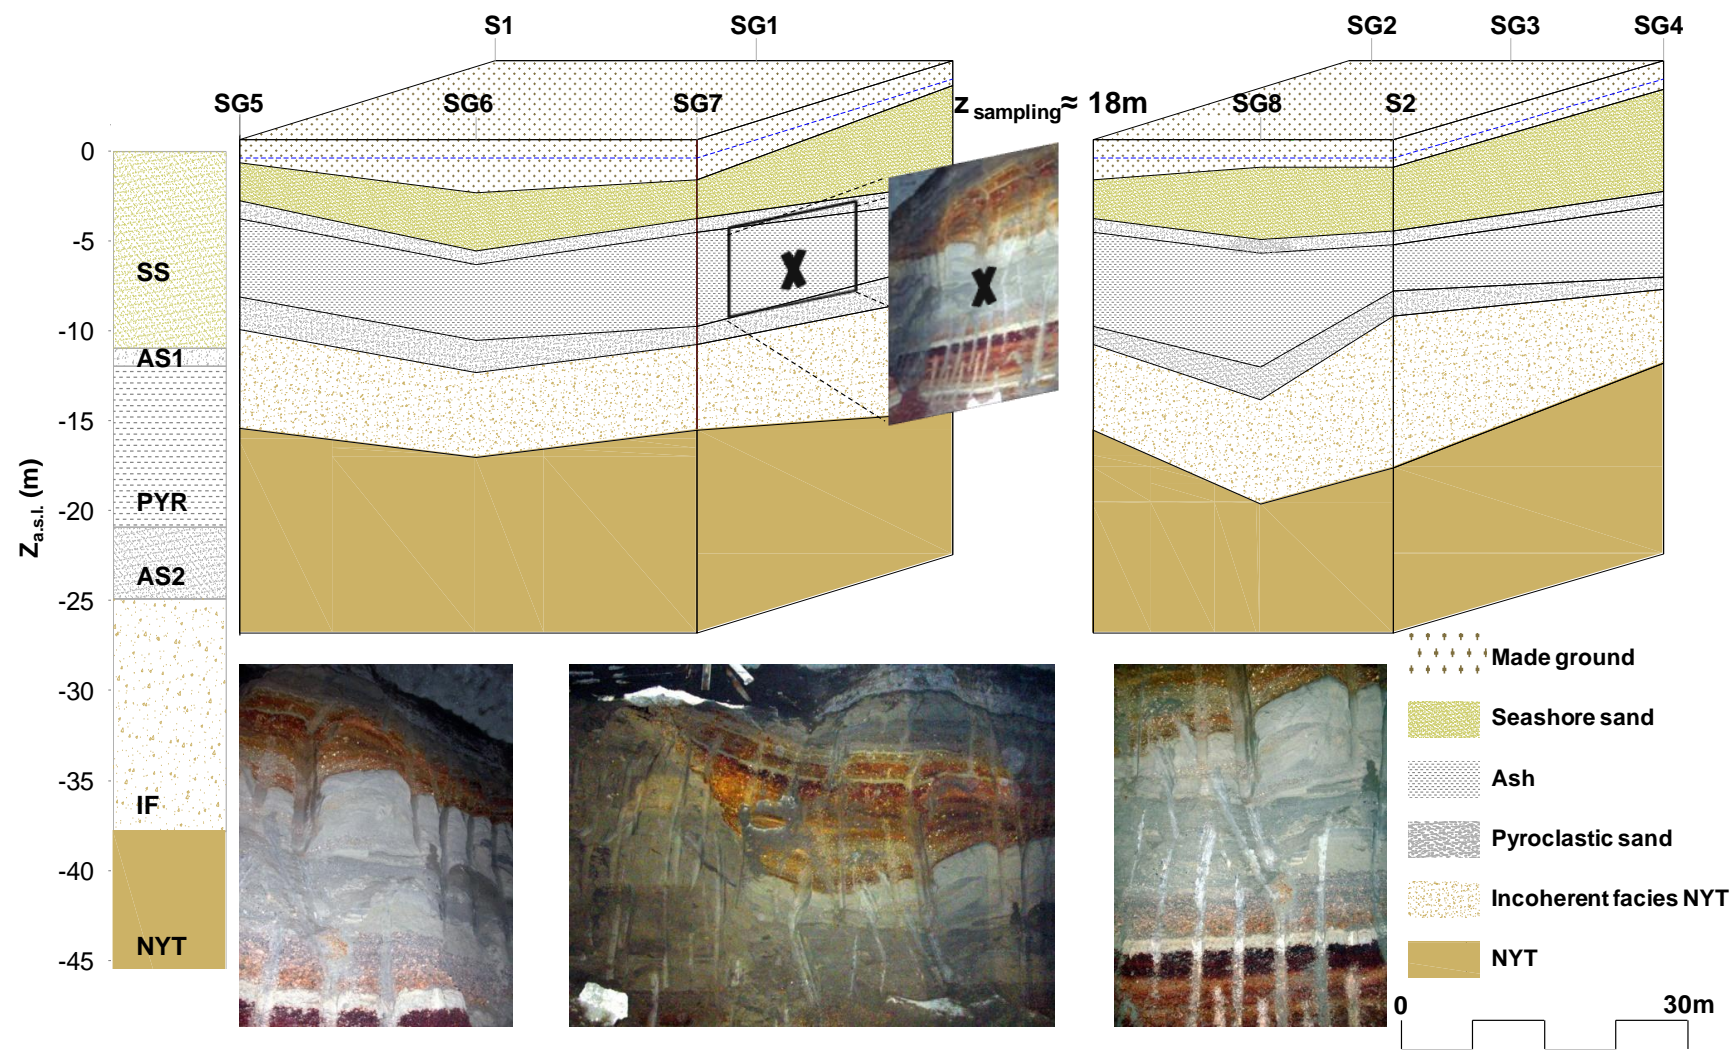 S1
SG1
SG2
SG3
SG4
SG5
SG6
SG7
z sampling ≈ 18m
SG8
S2
0
-5
-10
-15
-20
-25
-30
-35
-40
-45
Z a.s.l. (m)
SS
AS1
PYR
AS2
IF
NYT
X
X
Made ground
Seashore sand
Ash
Pyroclastic sand
Incoherent facies NYT
NYT
0
30m